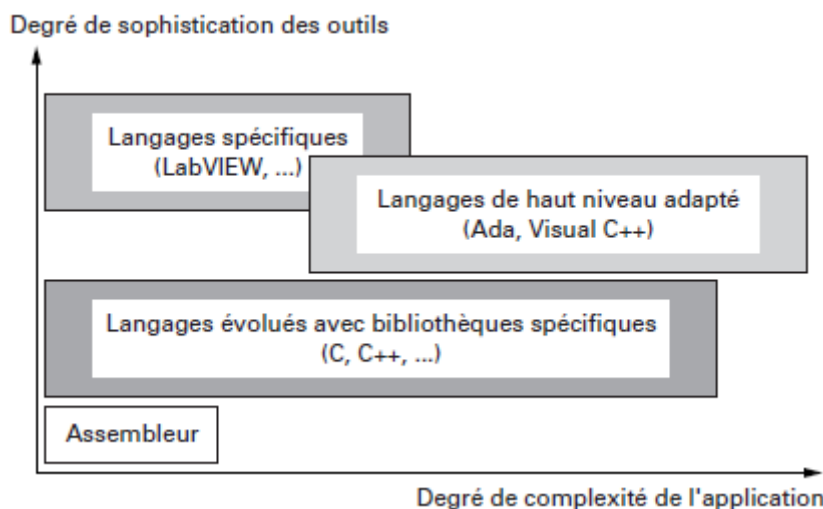 Degré de sophistication des outils
Langages spécifiques
(LabVIEW, ...)
Langages de haut niveau adapté
(Ada, Visual C++)
Langages évolués avec bibliothèques spécifiques
(C, C++, ...)
Assembleur
Degré de complexité de l'application